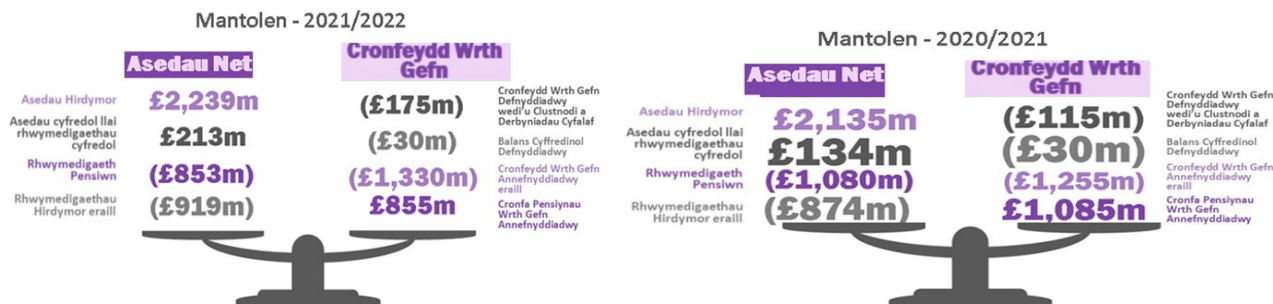 Mantolen - 2021/2022
Asedau Net
Cronfeydd Wrth
Gefn
Asedau Hirdymor
£2,239m
(£175m)
Cronfeydd Wrth Gefn
Defnyddiadwy
wedi'u Clustnodi a
Derbyniadau Cyfalaf
Asedau cyfredol llai
rhwymedigaethau
cyfredol
£213m
(£30m)
Balans Cyffredinol
Defnyddiadwy
Rhwymedigaeth
Pensiwn
(£853m)
(£1,330m)
Cronfeydd Wrth Gefn
Annefnyddiadwy
eraill
Rhwymedigaethau
Hirdymor eraill
(£919m)
£855m
Cronfa Pensiynau
Wrth Gefn
Annefnyddiadwy
Mantolen - 2020/2021
Asedau Net
Cronfeydd Wrth
Gefn
Asedau Hirdymor
£2,135m
(£115m)
Cronfeydd Wrth Gefn
Defnyddiadwy
wedi'u Clustnodi a
Derbyniadau Cyfalaf
Asedau cyfredol llai
rhwymedigaethau
cyfredol
£134m
(£30m)
Balans Cyffredinol
Defnyddiadwy
Rhwymedigaeth
Pensiwn
(£1,080m)
(£1,255m)
Cronfeydd Wrth Gefn
Annefnyddiadwy
eraill
Rhwymedigaethau
Hirdymor eraill
(£874m)
£1,085m
Cronfa Pensiynau
Wrth Gefn
Annefnyddiadwy